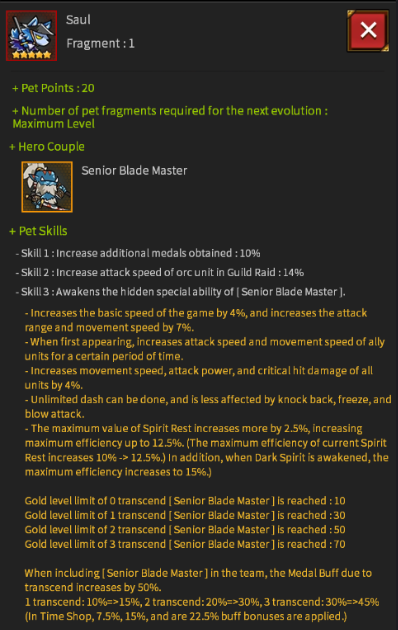 Saul
Fragment : 1
+ Pet Points : 20
+ Number of pet fragments required for the next evolution :
Maximum Level
+ Hero Couple
Senior Blade Master
+ Pet Skills
- Skill 1 : Increase additional medals obtained : 10%
- Skill 2 : Increase attack speed of orc unit in Guild Raid : 14%
- Skill 3 : Awakens the hidden special ability of [ Senior Blade Master ].
- Increases the basic speed of the game by 4%, and increases the attack
range and movement speed by 7%.
- When first appearing, increases attack speed and movement speed of ally
units for a certain period of time.
- Increases movement speed, attack power, and critical hit damage of all
units by 4%.
- Unlimited dash can be done, and is less affected by knock back, freeze, and
blow attack.
- The maximum value of Spirit Rest increases more by 2.5%, increasing
maximum efficiency up to 12.5%. (The maximum efficiency of current Spirit
Rest increases 10% -> 12.5%.) In addition, when Dark Spirit is awakened, the
maximum efficiency increases to 15%.)
Gold level limit of 0 transcend [ Senior Blade Master ] is reached : 10
Gold level limit of 1 transcend [ Senior Blade Master ] is reached : 30
Gold level limit of 2 transcend [ Senior Blade Master ] is reached : 50
Gold level limit of 3 transcend [ Senior Blade Master ] is reached : 70
When including [ Senior Blade Master ] in the team, the Medal Buff due to
transcend increases by 50%.
1 transcend: 10%=>15%, 2 transcend: 20%=>30%, 3 transcend: 30%=>45%
(In Time Shop, 7.5%, 15%, and are 22.5% buff bonuses are applied.)